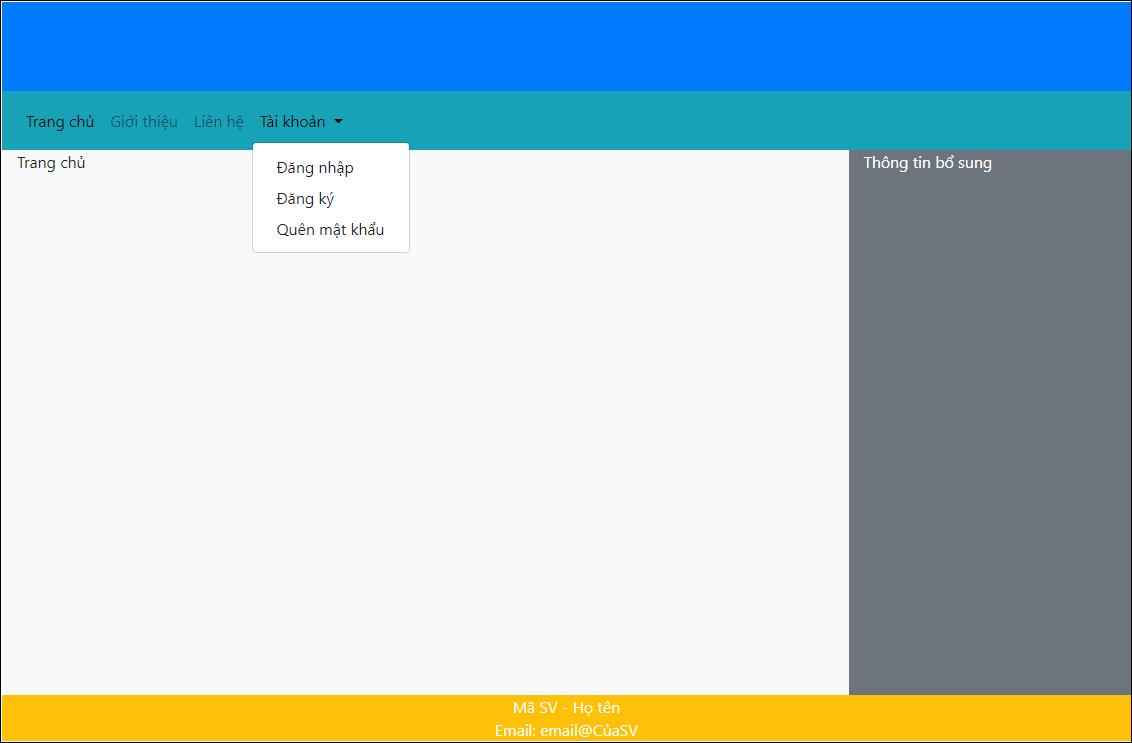 Trang chủ Giới thiệu Liên hệ Tài khoản
Đăng nhập
Đăng ký
Quên mật khẩu
Trang chủ
Thông tin bổ sung
Mã SV - Họ tên
Email: email@CủaSV